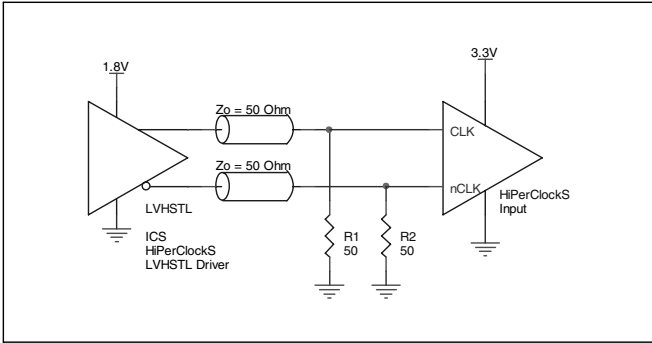 1.8V
3.3V
Zo = 50 Ohm
CLK
Zo = 50 Ohm
nCLK
HiPerClockS
Input
LVHSTL
ICS
HiPerClockS
LVHSTL Driver
R1
50
R2
50